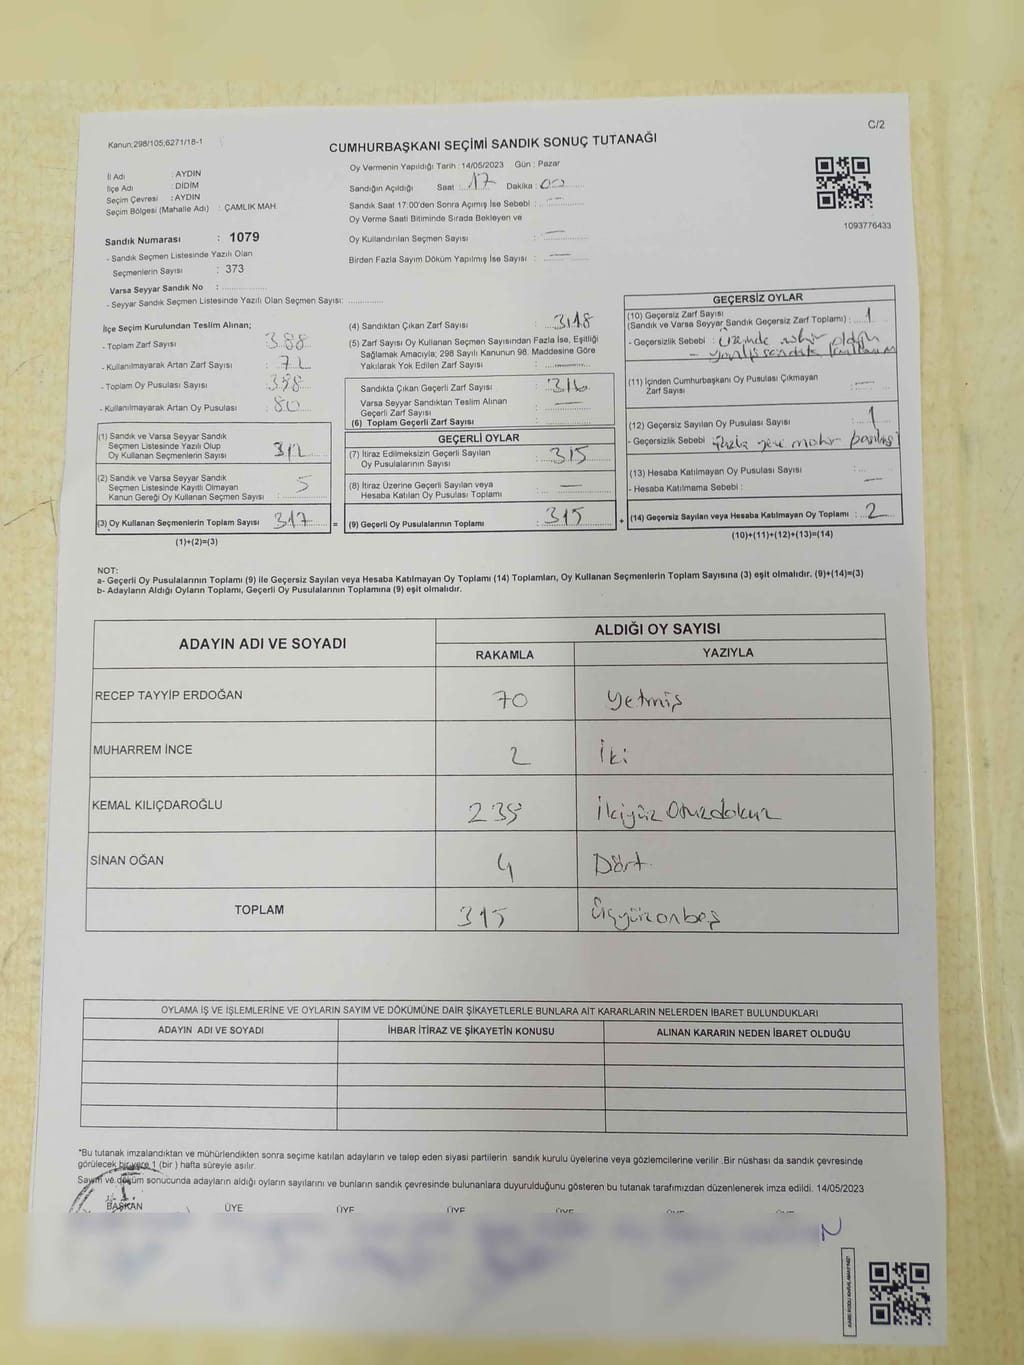 C/2
Kanun;298/105;6271/18-1
CUMHURBAŞKANI SEÇİMİ SANDIK SONUÇ TUTANAĞI
Oy Vermenin Yapıldığı Tarih : 14/05/2023 Gün : Pazar
İl Adı : AYDIN
İlçe Adı : DİDİM
Seçim Çevresi : AYDIN
Seçim Bölgesi (Mahalle Adı) : ÇAMLIK MAH.
Sandığın Açıldığı Saat : 17 Dakika : 00
Sandık Saat 17:00'den Sonra Açımış İse Sebebi : —
Oy Verme Saati Bitiminde Sırada Bekleyen ve
Oy Kullandırılan Seçmen Sayısı : —
Birden Fazla Sayım Döküm Yapılmış İse Sayısı : —
1093776433
Sandık Numarası : 1079
- Sandık Seçmen Listesinde Yazılı Olan
Seçmenlerin Sayısı : 373
Varsa Seyyar Sandık No :
- Seyyar Sandık Seçmen Listesinde Yazılı Olan Seçmen Sayısı:
İlçe Seçim Kurulundan Teslim Alınan;
- Toplam Zarf Sayısı : 388
- Kullanılmayarak Artan Zarf Sayısı :
- Toplam Oy Pusulası Sayısı :
- Kullanılmayarak Artan Oy Pusulası : 80
(1) Sandık ve Varsa Seyyar Sandık
Seçmen Listesinde Yazılı Olup
Oy Kullanan Seçmenlerin Sayısı 312
(2) Sandık ve Varsa Seyyar Sandık
Seçmen Listesinde Kayıtlı Olmayan
Kanun Gereği Oy Kullanan Seçmen Sayısı : 5
(3) Oy Kullanan Seçmenlerin Toplam Sayısı 317 =
(1)+(2)=(3)
(4) Sandıktan Çıkan Zarf Sayısı : 318
(5) Zarf Sayısı Oy Kullanan Seçmen Sayısından Fazla İse, Eşitliği
Sağlamak Amacıyla; 298 Sayılı Kanunun 98. Maddesine Göre
Yakılarak Yok Edilen Zarf Sayısı :
Sandıkta Çıkan Geçerli Zarf Sayısı : 316
Varsa Seyyar Sandıktan Teslim Alınan
Geçerli Zarf Sayısı : —
(6) Toplam Geçerli Zarf Sayısı :
GEÇERLİ OYLAR
(7) İtiraz Edilmeksizin Geçerli Sayılan
Oy Pusulalarının Sayısı : 315
(8) İtiraz Üzerine Geçerli Sayılan veya
Hesaba Katılan Oy Pusulası Toplamı : —
(9) Geçerli Oy Pusulalarının Toplamı : 315 +
GEÇERSİZ OYLAR
(10) Geçersiz Zarf Sayısı
(Sandık ve Varsa Seyyar Sandık Geçersiz Zarf Toplamı) : 1
- Geçersizlik Sebebi : Üzerinde mühür olduğu
- yanlış sandıkta
(11) İçinden Cumhurbaşkanı Oy Pusulası Çıkmayan
Zarf Sayısı : —
(12) Geçersiz Sayılan Oy Pusulası Sayısı : 1
- Geçersizlik Sebebi : fazla yere mühür basılışı
(13) Hesaba Katılmayan Oy Pusulası Sayısı :
- Hesaba Katılmama Sebebi : —
(14) Geçersiz Sayılan veya Hesaba Katılmayan Oy Toplamı : 2
(10)+(11)+(12)+(13)=(14)
NOT:
a- Geçerli Oy Pusulalarının Toplamı (9) ile Geçersiz Sayılan veya Hesaba Katılmayan Oy Toplamı (14) Toplamları, Oy Kullanan Seçmenlerin Toplam Sayısına (3) eşit olmalıdır. (9)+(14)=(3)
b- Adayların Aldığı Oyların Toplamı, Geçerli Oy Pusulalarının Toplamına (9) eşit olmalıdır.
ADAYIN ADI VE SOYADI ALDIĞI OY SAYISI
RAKAMLA YAZIYLA
RECEP TAYYİP ERDOĞAN 70 Yetmiş
MUHARREM İNCE 2 İki
KEMAL KILIÇDAROĞLU 239 İkiyüz Otuzdokuz
SİNAN OĞAN 4 Dört
TOPLAM 315 Üçyüzonbeş
OYLAMA İŞ VE İŞLEMLERİNE VE OYLARIN SAYIM VE DÖKÜMÜNE DAİR ŞİKAYETLERLE BUNLARA AİT KARARLARIN NELERDEN İBARET BULUNDUKLARI
ADAYIN ADI VE SOYADI İHBAR İTİRAZ VE ŞİKAYETİN KONUSU ALINAN KARARIN NEDEN İBARET OLDUĞU
*Bu tutanak imzalandıktan ve mühürlendikten sonra seçime katılan adayların ve talep eden siyasi partilerin sandık kurulu üyelerine veya gözlemcilerine verilir .Bir nüshası da sandık çevresinde
görülecek bir yere 1 (bir ) hafta süreyle asılır.
Sayım ve döküm sonucunda adayların aldığı oyların sayılarını ve bunların sandık çevresinde bulunanlara duyurulduğunu gösteren bu tutanak tarafımızdan düzenlenerek imza edildi. 14/05/2023
BAŞKAN ÜYE ÜYE ÜYE ÜYE
N